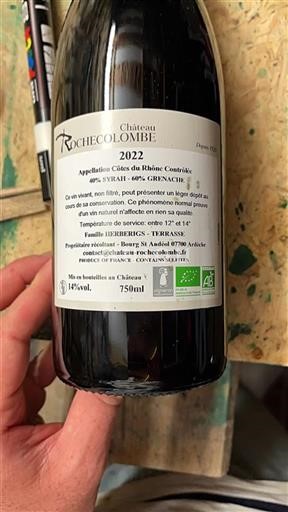 Château
ROCHECOLOMBE
Depuis
2022
Appellation Côtes du Rhône Contrôlée
40% SYRAH - 60% GRENACHE
Ce vin vivant, non filtré, peut présenter un léger dépôt au
cours de sa conservation. Ce phénomène normal preuve
d'un vin naturel n'affecte en rien sa qualité.
Température de service: entre 12° et 14°
Famille HERBERIGS - TERRASSE
Propriétaire récoltant - Bourg St Andéol 07700 Ardèche
contact@chateau-rochecolombe.fr
PRODUCT OF FRANCE - CONTAINS SULFITES
Mis en bouteilles au Château
14%vol. 750ml
AB